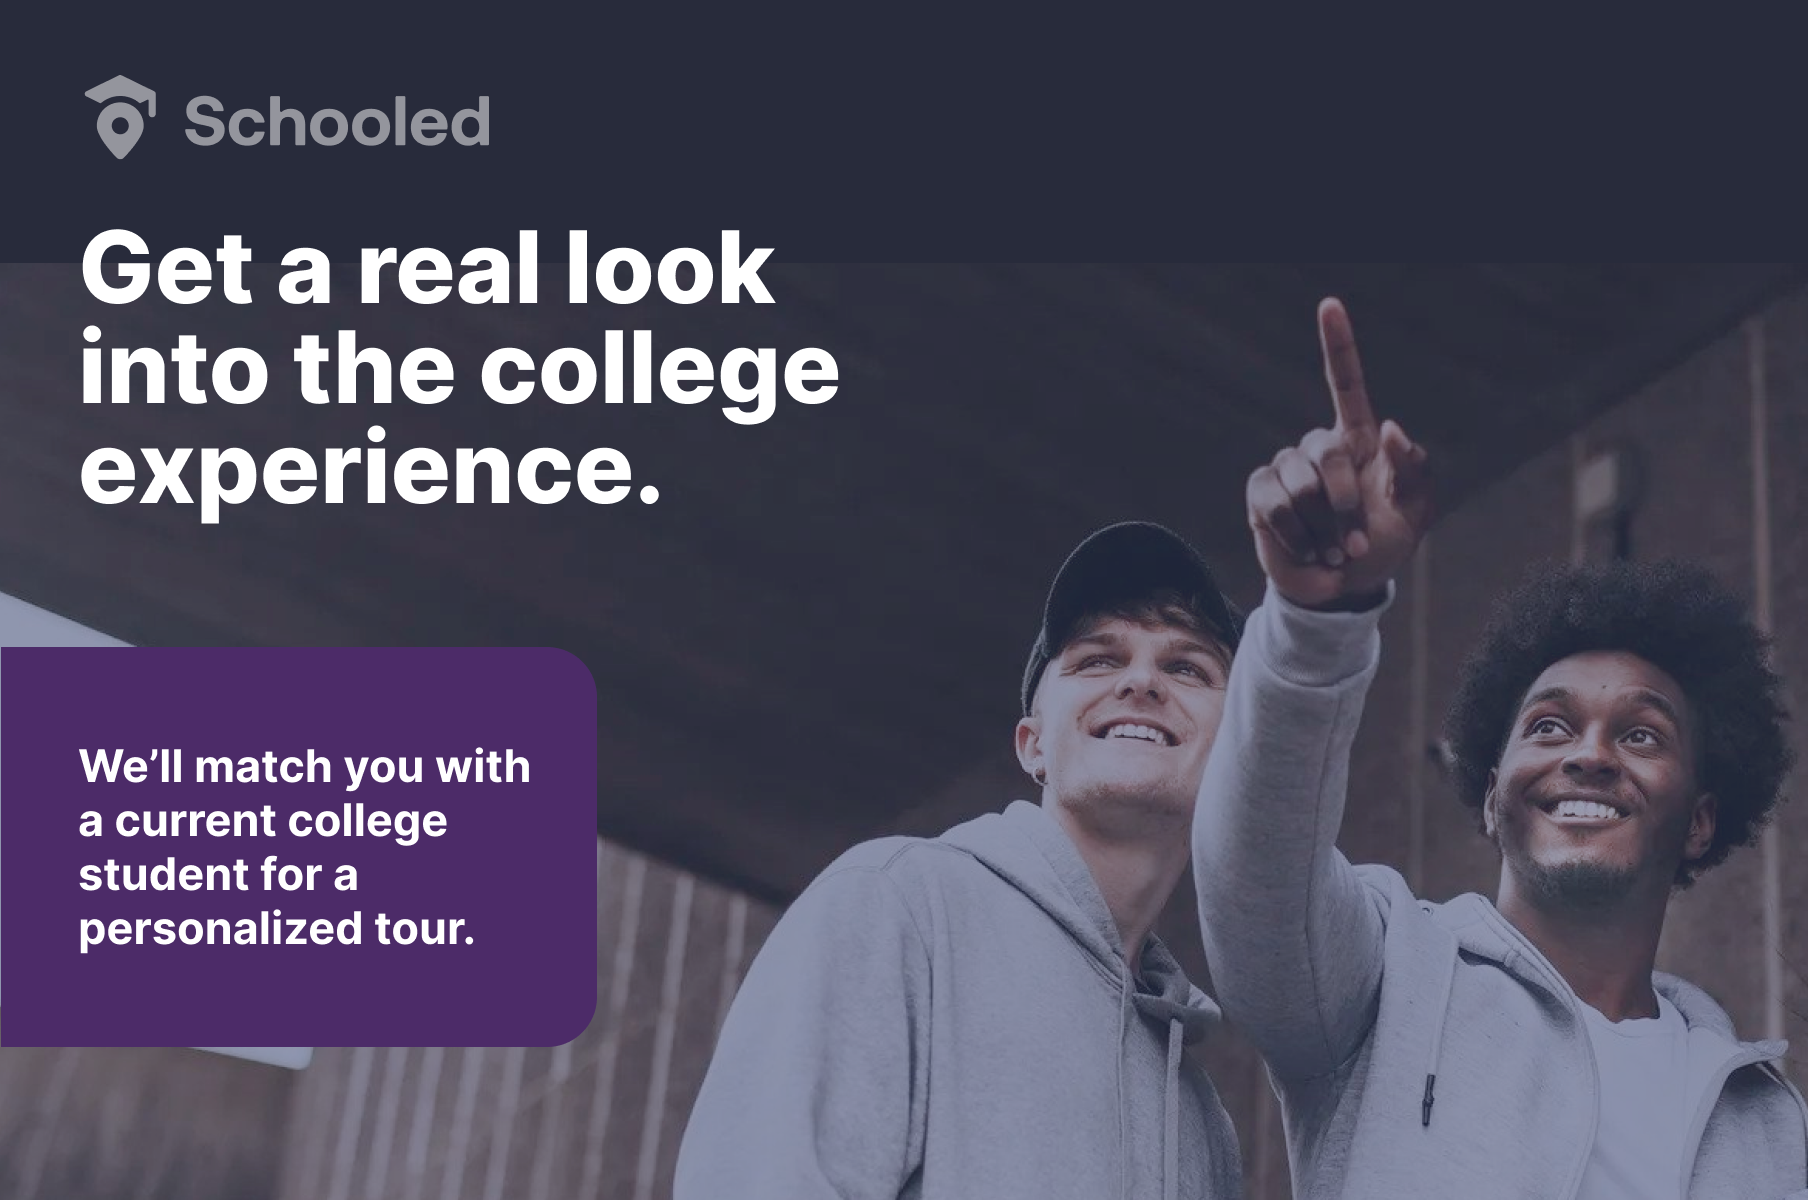 Schooled
Get a real look
into the college
experience.
We’ll match you with
a current college
student for a
personalized tour.